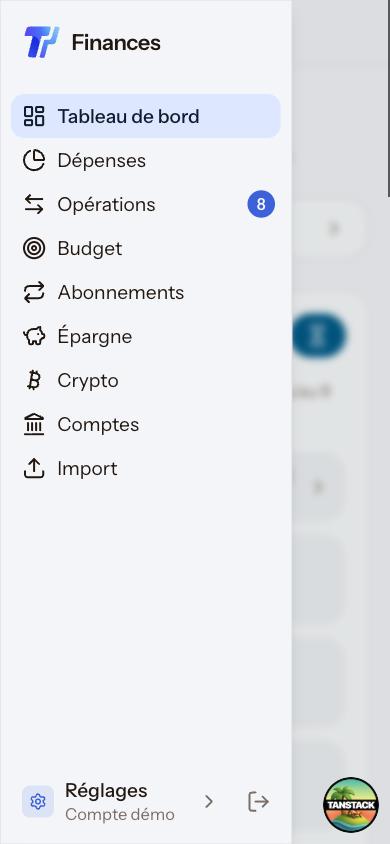 Finances
Tableau de bord
Dépenses
Opérations 8
Budget
Abonnements
Épargne
Crypto
Comptes
Import
Réglages
Compte démo
TANSTACK